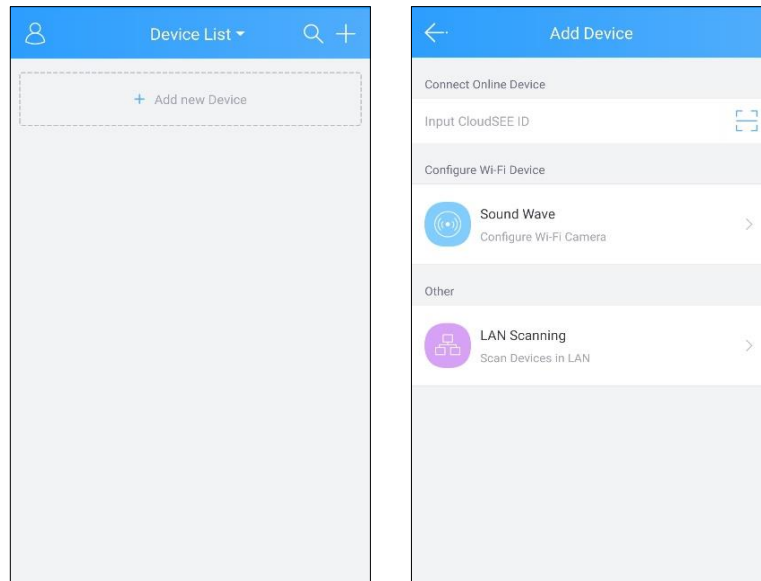 Device List
+ Add new Device
Add Device
Connect Online Device
Input CloudSEE ID
Configure Wi-Fi Device
Sound Wave
Configure Wi-Fi Camera
Other
LAN Scanning
Scan Devices in LAN